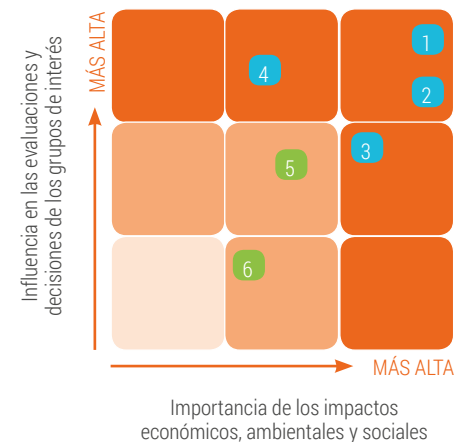 Influencia en las evaluaciones y
decisiones de los grupos de interés
MÁS ALTA
1
2
3
4
5
6
MÁS ALTA
Importancia de los impactos
económicos, ambientales y sociales